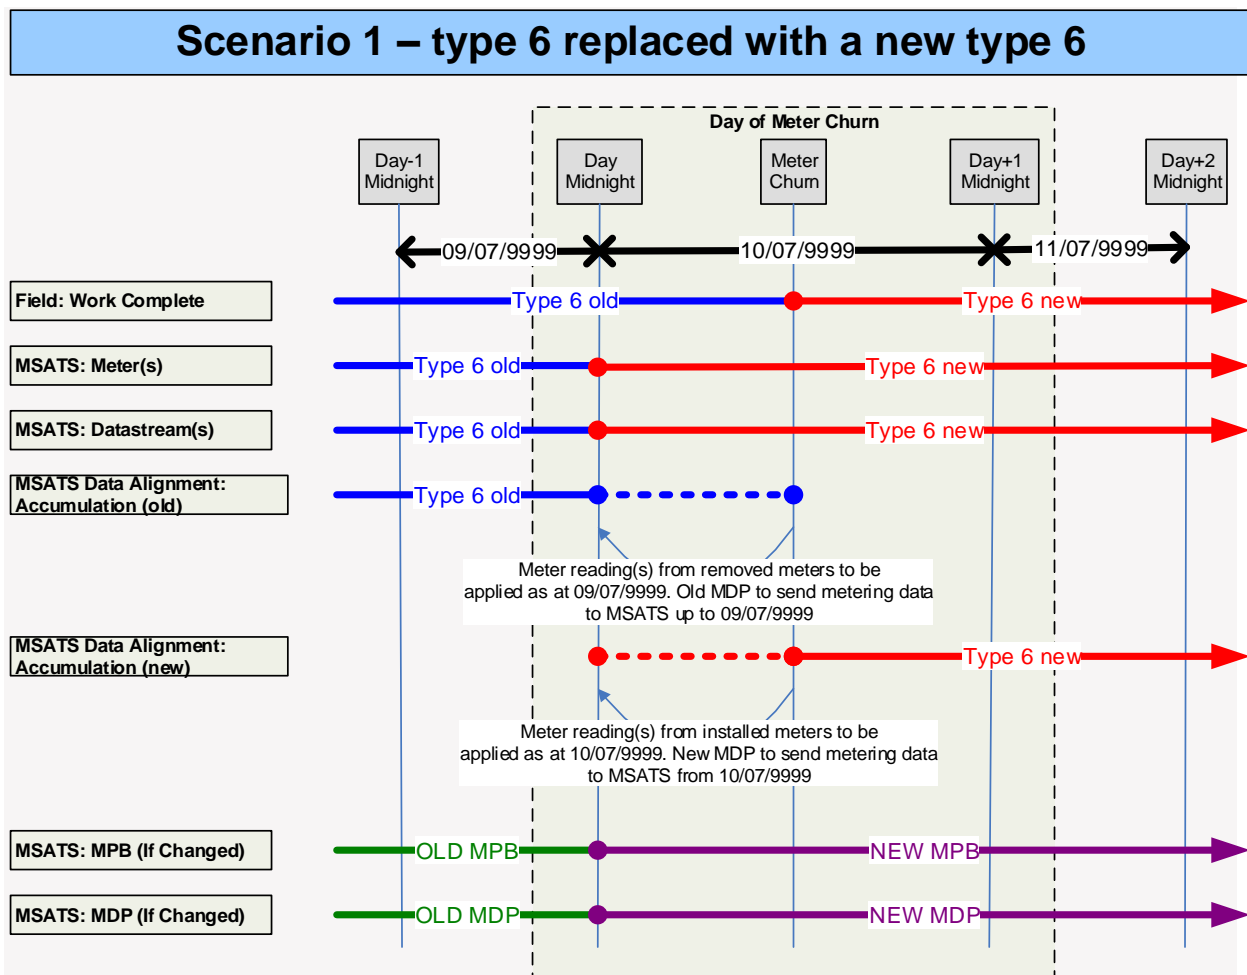 Scenario 1 – type 6 replaced with a new type 6
Day of Meter Churn
Day-1
Midnight
Day
Midnight
Meter
Churn
Day+1
Midnight
Day+2
Midnight
09/07/9999
10/07/9999
11/07/9999
Field: Work Complete
Type 6 old
Type 6 new
MSATS: Meter(s)
Type 6 old
Type 6 new
MSATS: Datastream(s)
Type 6 old
Type 6 new
MSATS Data Alignment:
Accumulation (old)
Type 6 old
Meter reading(s) from removed meters to be
applied as at 09/07/9999. Old MDP to send metering data
to MSATS up to 09/07/9999
MSATS Data Alignment:
Accumulation (new)
Type 6 new
Meter reading(s) from installed meters to be
applied as at 10/07/9999. New MDP to send metering data
to MSATS from 10/07/9999
MSATS: MPB (If Changed)
OLD MPB
NEW MPB
MSATS: MDP (If Changed)
OLD MDP
NEW MDP